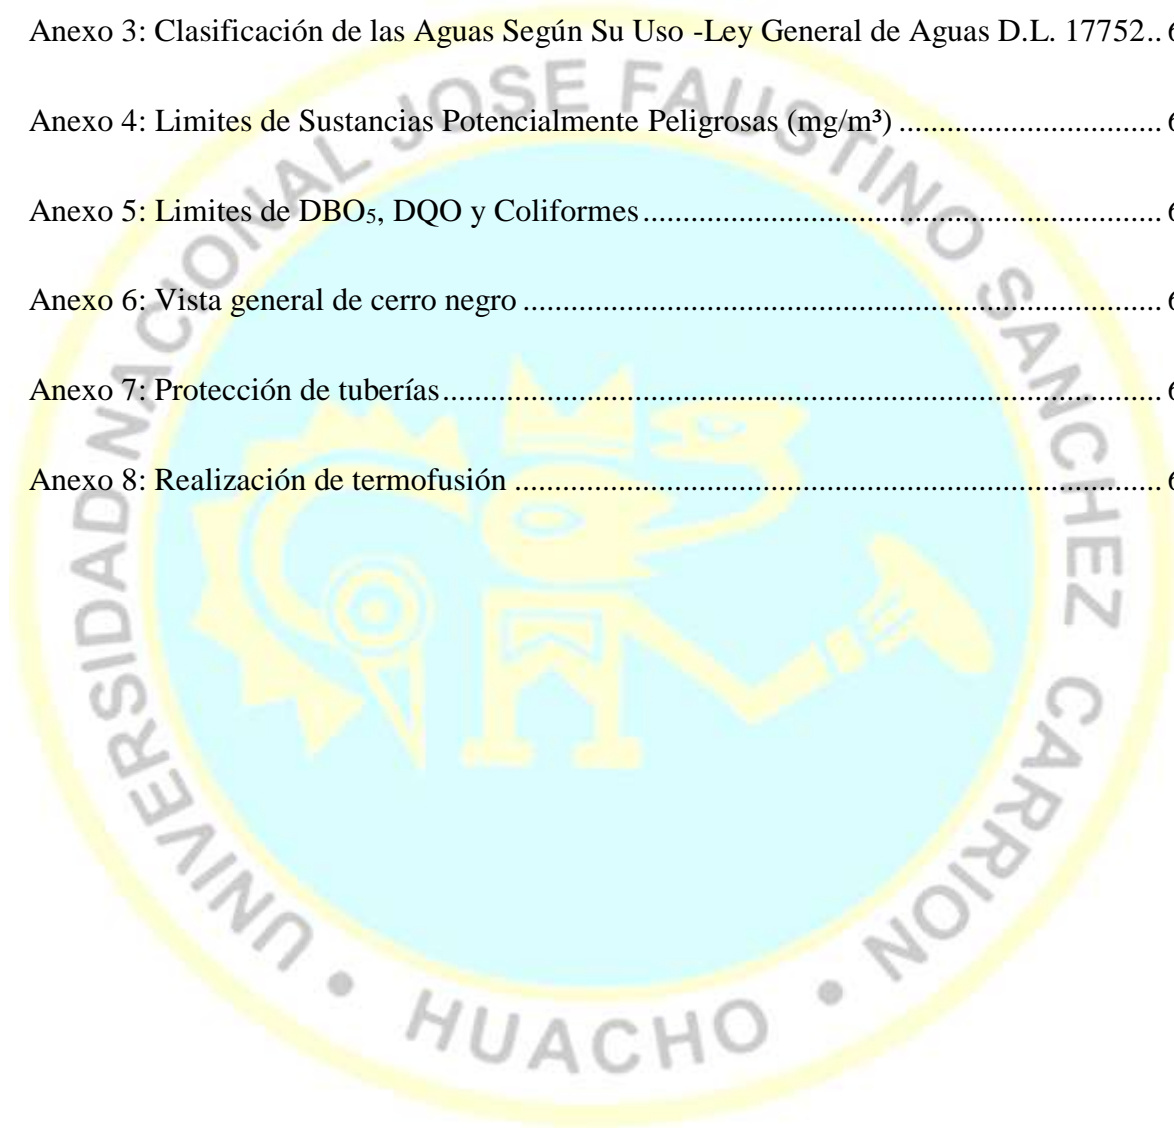 Anexo 3: Clasificación de las Aguas Según Su Uso -Ley General de Aguas D.L. 17752.. 6
Anexo 4: Limites de Sustancias Potencialmente Peligrosas (mg/m³) ................................ 6
Anexo 5: Limites de DBO₅, DQO y Coliformes ................................................................ 6
Anexo 6: Vista general de cerro negro .............................................................................. 6
Anexo 7: Protección de tuberías ........................................................................................ 6
Anexo 8: Realización de termofusión ............................................................................... 6
UNIVERSIDAD NACIONAL JOSE FAUSTINO SANCHEZ CARRION
• HUACHO •